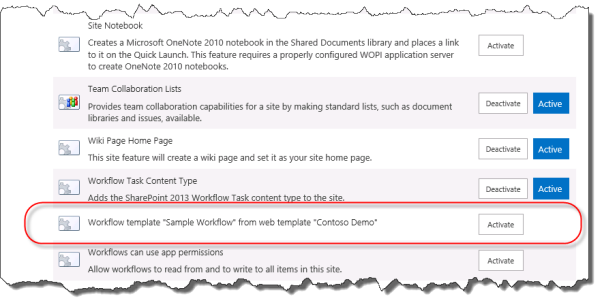 Site Notebook
Creates a Microsoft OneNote 2010 notebook in the Shared Documents library and places a link
to it on the Quick Launch. This feature requires a properly configured WOPI application server
to create OneNote 2010 notebooks.
Activate
Team Collaboration Lists
Provides team collaboration capabilities for a site by making standard lists, such as document
libraries and issues, available.
Deactivate Active
Wiki Page Home Page
This site feature will create a wiki page and set it as your site home page.
Deactivate Active
Workflow Task Content Type
Adds the SharePoint 2013 Workflow Task content type to the site.
Deactivate Active
Workflow template "Sample Workflow" from web template "Contoso Demo"
Activate
Workflows can use app permissions
Allow workflows to read from and to write to all items in this site.
Activate